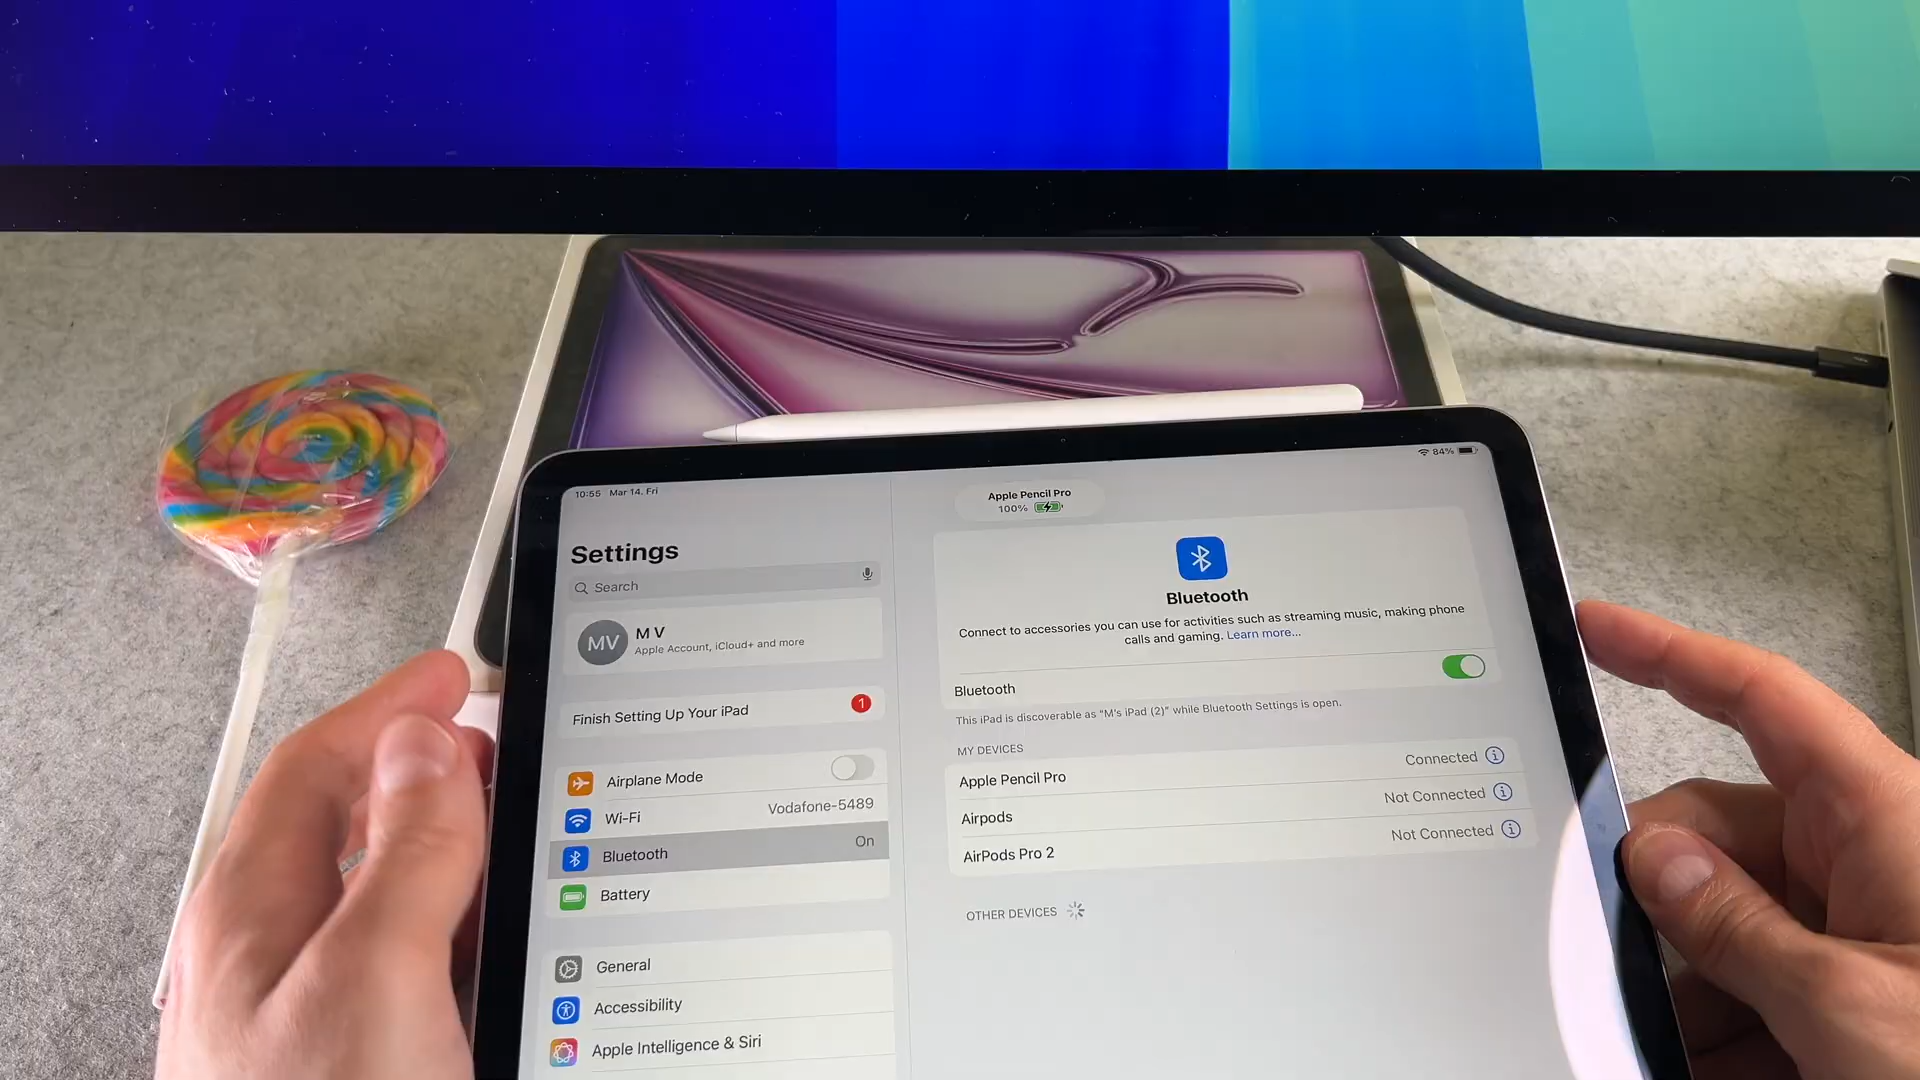 10:55 Mar 14. Fri
84%
Apple Pencil Pro
100%
Settings
Search
MV
M V
Apple Account, iCloud+ and more
Finish Setting Up Your iPad
1
Airplane Mode
Wi-Fi
Vodafone-5489
Bluetooth
On
Battery
General
Accessibility
Apple Intelligence & Siri
Bluetooth
Connect to accessories you can use for activities such as streaming music, making phone
calls and gaming. Learn more...
Bluetooth
This iPad is discoverable as “M's iPad (2)” while Bluetooth Settings is open.
MY DEVICES
Apple Pencil Pro
Connected
Airpods
Not Connected
AirPods Pro 2
Not Connected
OTHER DEVICES